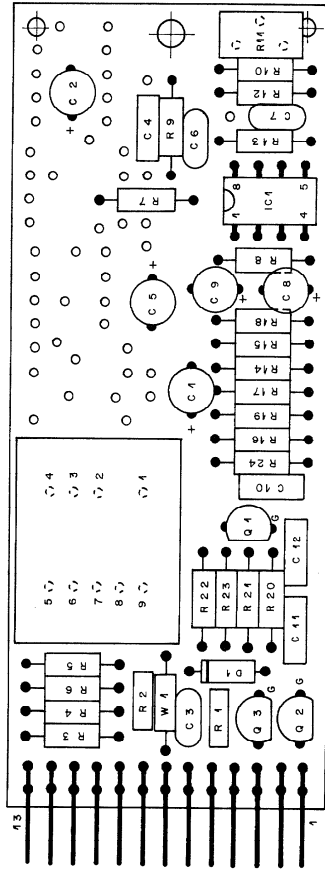 R11
R10
R12
C7
R13
C2
+
C4
R9
C6
R7
8
5
IC1
1
4
R8
C5
+
C9
+
C8
+
R18
R15
R14
C1
+
R17
R19
R16
R24
C10
4
3
2
1
5
6
7
8
9
Q1
G
R22
R23
R21
R20
C12
C11
R5
R6
R4
R3
R2
W1
C3
D1
R1
Q3
G
Q2
G
13
1